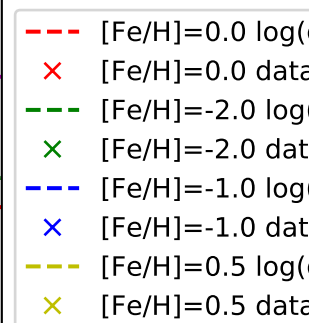 [Fe/H]=0.0 log(
[Fe/H]=0.0 data
[Fe/H]=-2.0 log
[Fe/H]=-2.0 dat
[Fe/H]=-1.0 log
[Fe/H]=-1.0 dat
[Fe/H]=0.5 log(
[Fe/H]=0.5 data